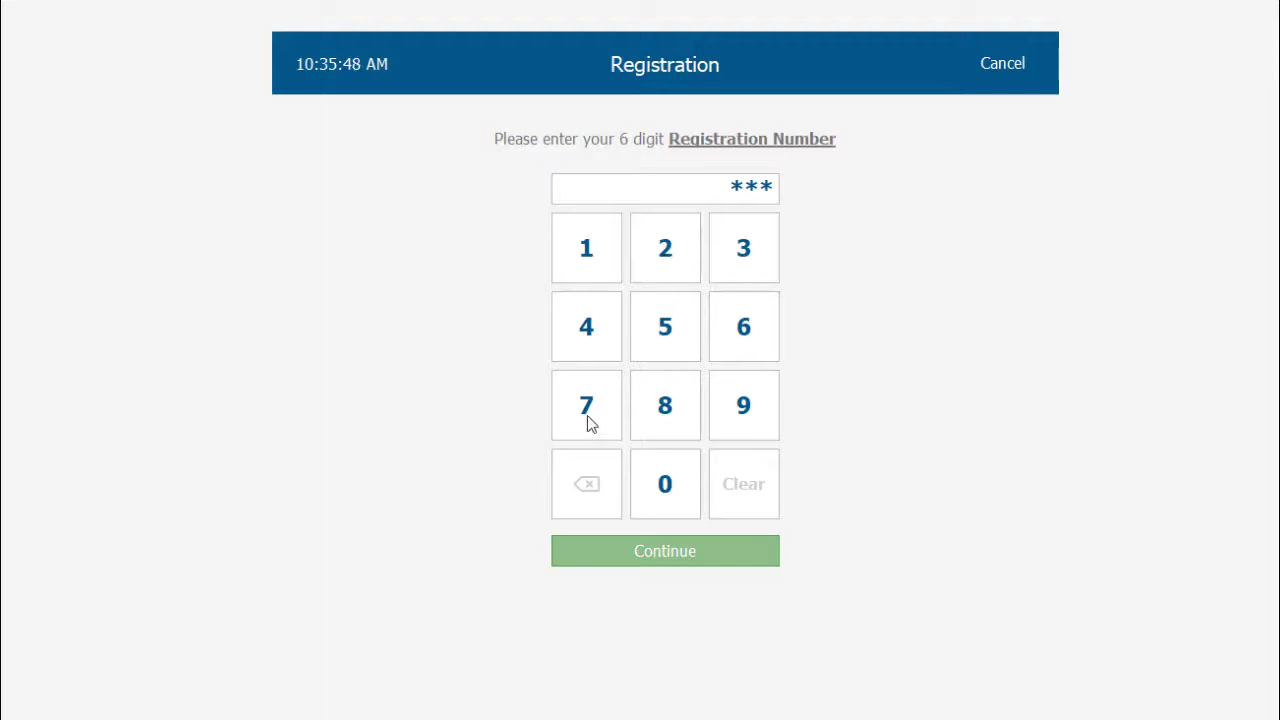 10:35:48 AM Registration Cancel
Please enter your 6 digit Registration Number
***
1 2 3
4 5 6
7 8 9
0 Clear
Continue